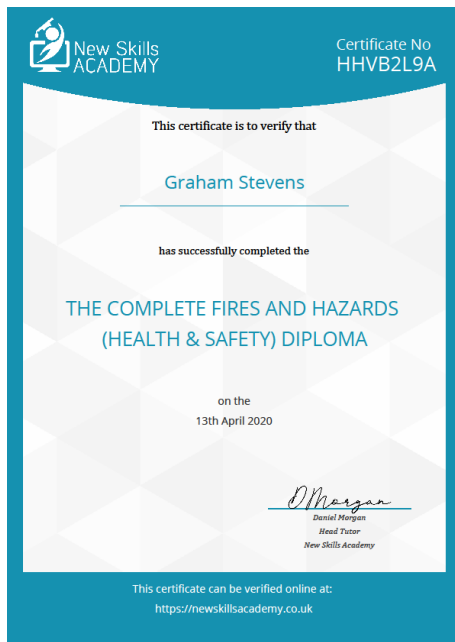 New Skills
ACADEMY
Certificate No
HHVB2L9A
This certificate is to verify that
Graham Stevens
has successfully completed the
THE COMPLETE FIRES AND HAZARDS
(HEALTH & SAFETY) DIPLOMA
on the
13th April 2020
DMorgan
Daniel Morgan
Head Tutor
New Skills Academy
This certificate can be verified online at:
https://newskillsacademy.co.uk